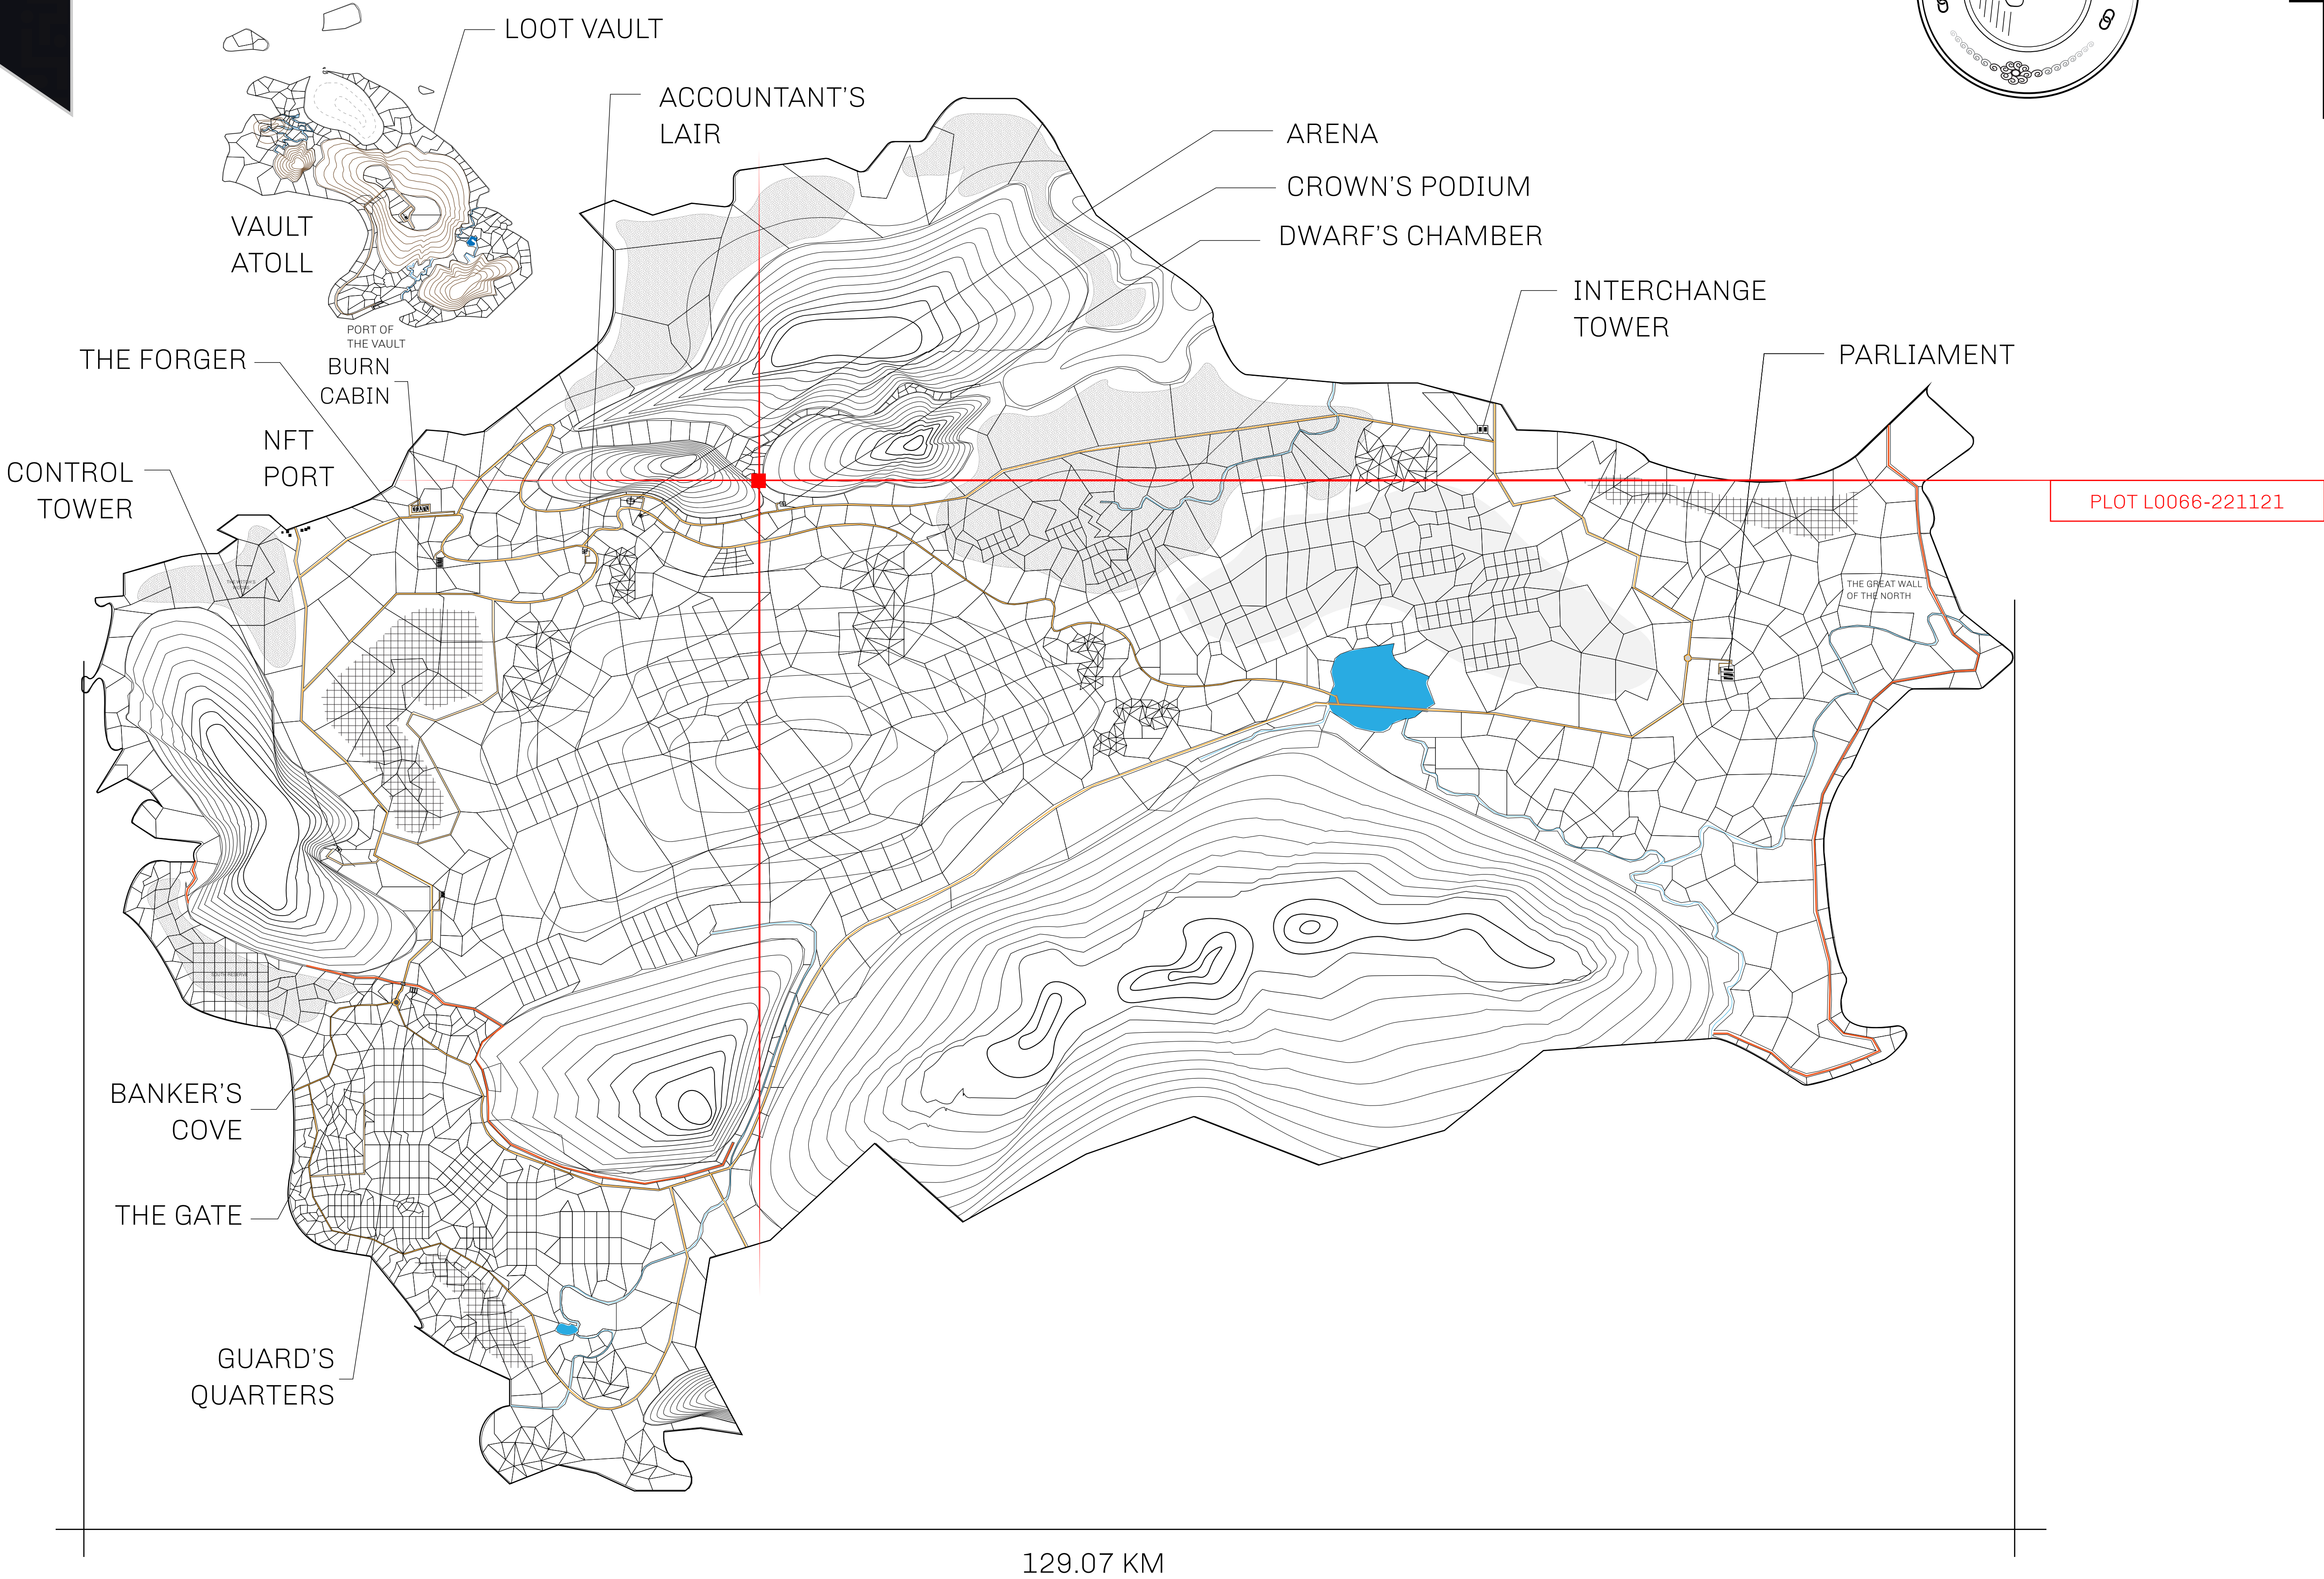 LOOT VAULT
ACCOUNTANT'S
LAIR
ARENA
CROWN'S PODIUM
DWARF'S CHAMBER
VAULT
ATOLL
INTERCHANGE
TOWER
PORT OF
THE VAULT
PARLIAMENT
THE FORGER
BURN
CABIN
NFT
PORT
CONTROL
TOWER
PLOT L0066-221121
THE GREAT WALL
OF THE NORTH
SOUTH RESERVE
BANKER'S
COVE
THE GATE
GUARD'S
QUARTERS
129.07 KM